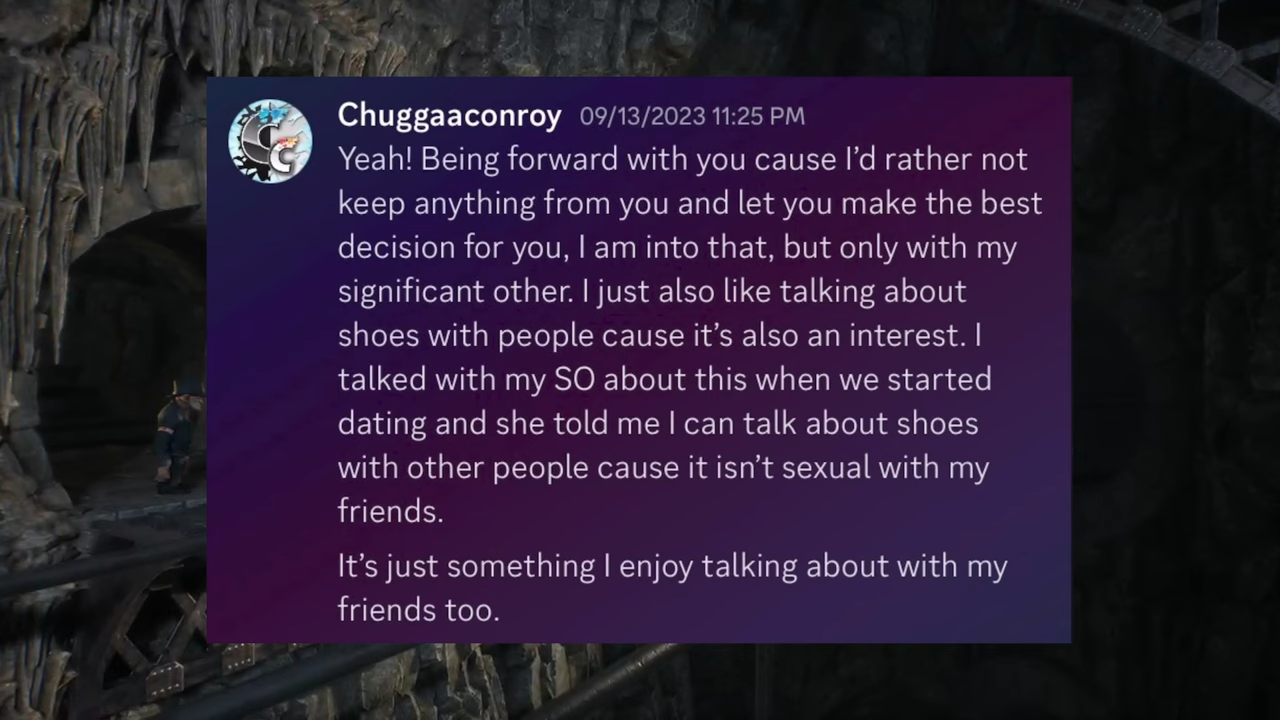 Chuggaaconroy 09/13/2023 11:25 PM
Yeah! Being forward with you cause I’d rather not
keep anything from you and let you make the best
decision for you, I am into that, but only with my
significant other. I just also like talking about
shoes with people cause it’s also an interest. I
talked with my SO about this when we started
dating and she told me I can talk about shoes
with other people cause it isn’t sexual with my
friends.
It’s just something I enjoy talking about with my
friends too.